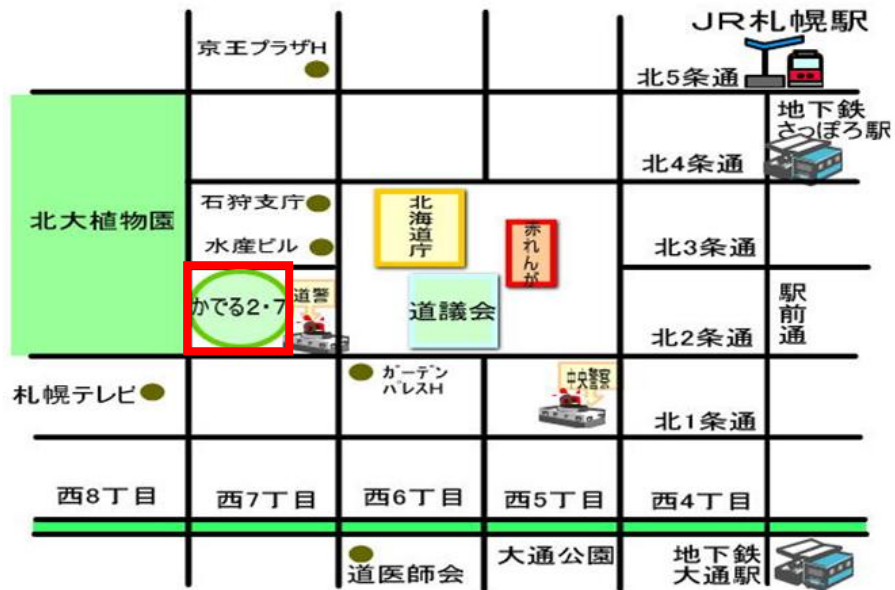 JR札幌駅
京王プラザH
北5条通
地下鉄
さっぽろ駅
北4条通
北大植物園
石狩支庁
北海道庁
赤れんが
水産ビル
北3条通
かでる2・7
道警
道議会
駅前通
北2条通
札幌テレビ
ガーデン
パレスH
中央警察
北1条通
西8丁目
西7丁目
西6丁目
西5丁目
西4丁目
道医師会
大通公園
地下鉄
大通駅